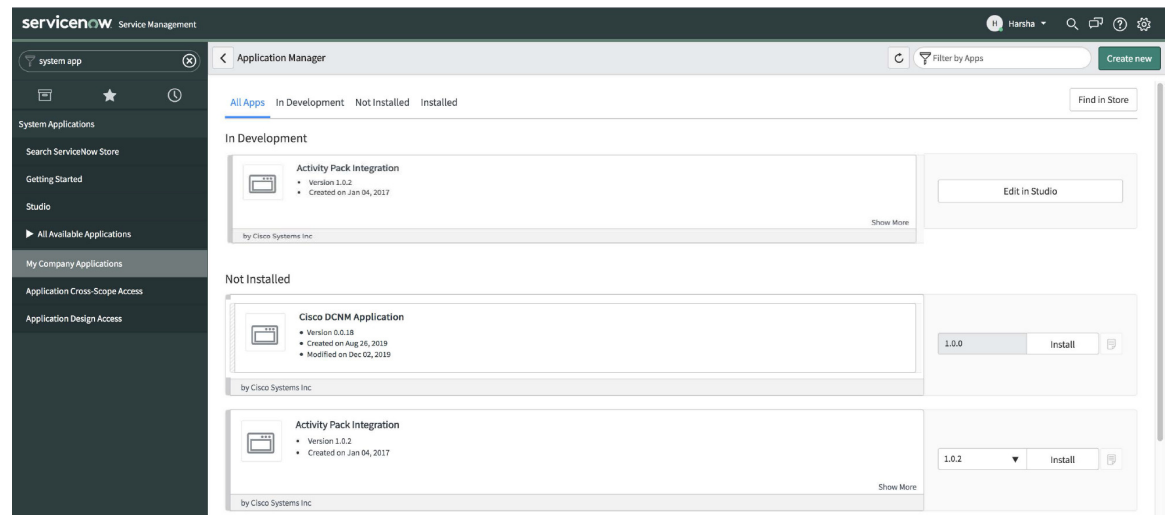 servicenow Service Management
H Harsha
system app
Application Manager
Filter by Apps
Create new
All Apps In Development Not Installed Installed
Find in Store
System Applications
Search ServiceNow Store
Getting Started
Studio
All Available Applications
My Company Applications
Application Cross-Scope Access
Application Design Access
In Development
Activity Pack Integration
• Version 1.0.2
• Created on Jan 04, 2017
Show More
by Cisco Systems Inc
Edit in Studio
Not Installed
Cisco DCNM Application
• Version 0.0.18
• Created on Aug 26, 2019
• Modified on Dec 02, 2019
by Cisco Systems Inc
1.0.0 Install
Activity Pack Integration
• Version 1.0.2
• Created on Jan 04, 2017
Show More
by Cisco Systems Inc
1.0.2 Install